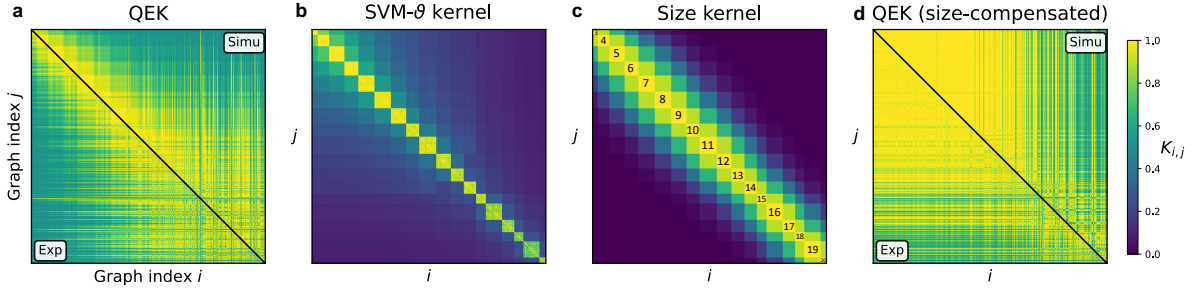 a QEK
Simu
Exp
Graph index j
Graph index i
b SVM-ϑ kernel
j
i
c Size kernel
3
4
5
6
7
8
9
10
11
12
13
14
15
16
17
18
19
j
i
d QEK (size-compensated)
Simu
Exp
j
i
1.0
0.8
0.6
0.4
0.2
0.0
K_{i,j}